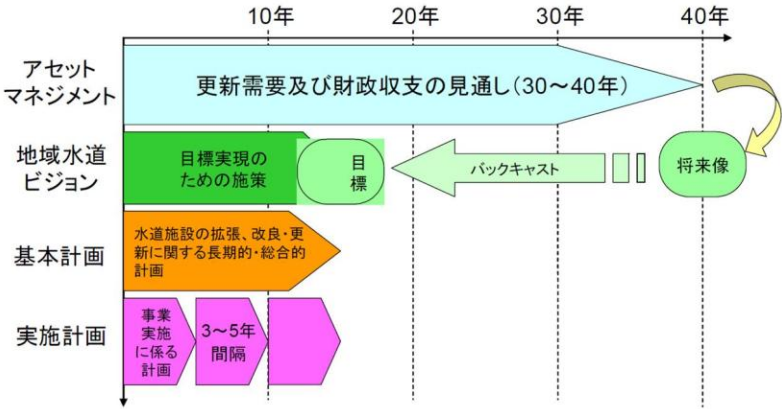 10年
20年
30年
40年
アセット
マネジメント
更新需要及び財政収支の見通し(30～40年)
地域水道
ビジョン
目標実現の
ための施策
目
標
バックキャスト
将来像
基本計画
水道施設の拡張、改良・更
新に関する長期的・総合的
計画
実施計画
事業
実施
に係る
計画
3～5年
間隔